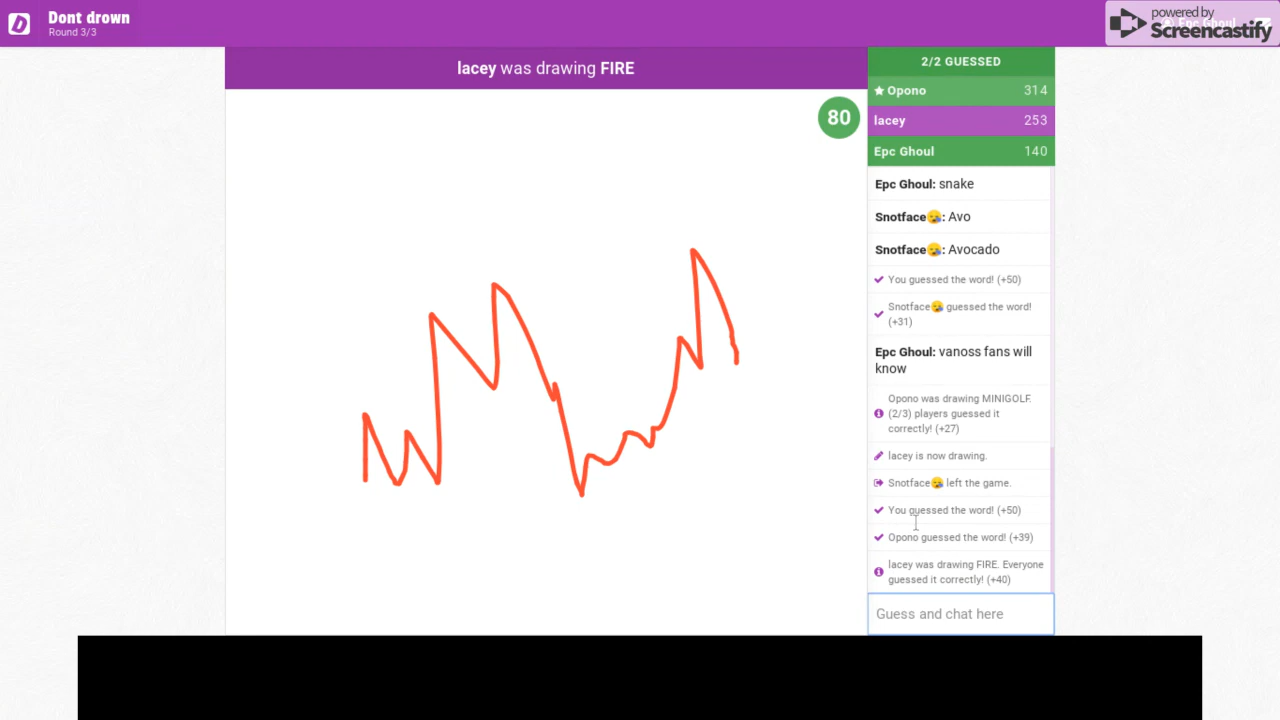 Dont drown
Round 3/3
powered by
Screencastify
lacey was drawing FIRE
80
2/2 GUESSED
Opono 314
lacey 253
Epc Ghoul 140
Epc Ghoul: snake
Snotface😪: Avo
Snotface😪: Avocado
You guessed the word! (+50)
Snotface😪 guessed the word!
(+31)
Epc Ghoul: vanoss fans will
know
Opono was drawing MINIGOLF.
(2/3) players guessed it
correctly! (+27)
lacey is now drawing.
Snotface😪 left the game.
You guessed the word! (+50)
Opono guessed the word! (+39)
lacey was drawing FIRE. Everyone
guessed it correctly! (+40)
Guess and chat here